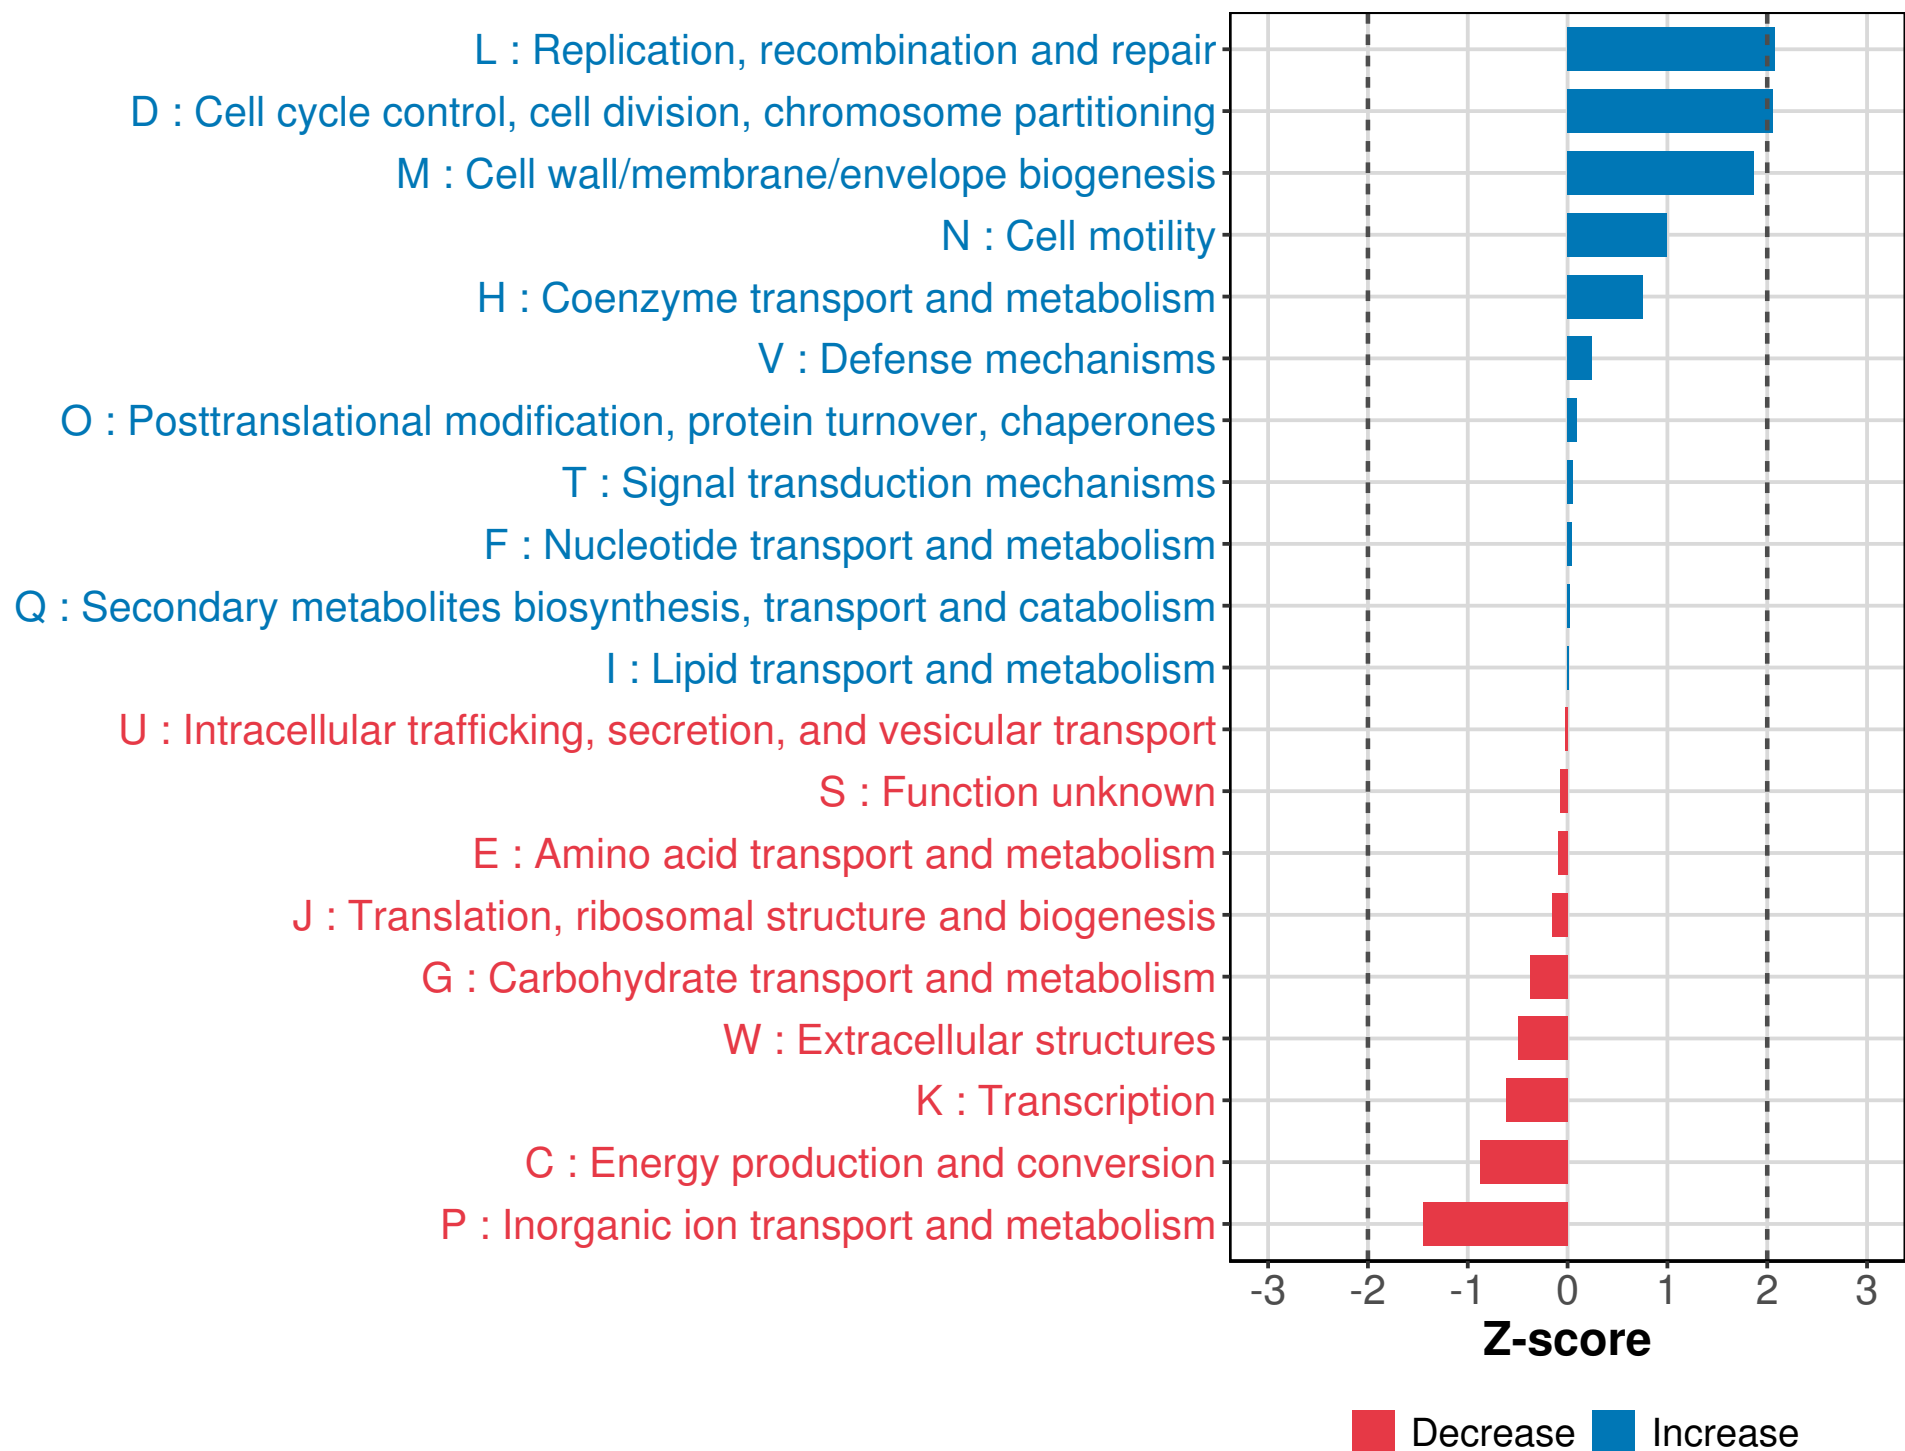 L : Replication, recombination and repair
D : Cell cycle control, cell division, chromosome partitioning
M : Cell wall/membrane/envelope biogenesis
N : Cell motility
H : Coenzyme transport and metabolism
V : Defense mechanisms
O : Posttranslational modification, protein turnover, chaperones
T : Signal transduction mechanisms
F : Nucleotide transport and metabolism
Q : Secondary metabolites biosynthesis, transport and catabolism
I : Lipid transport and metabolism
U : Intracellular trafficking, secretion, and vesicular transport
S : Function unknown
E : Amino acid transport and metabolism
J : Translation, ribosomal structure and biogenesis
G : Carbohydrate transport and metabolism
W : Extracellular structures
K : Transcription
C : Energy production and conversion
P : Inorganic ion transport and metabolism
-3 -2 -1 0 1 2 3
Z-score
Decrease Increase